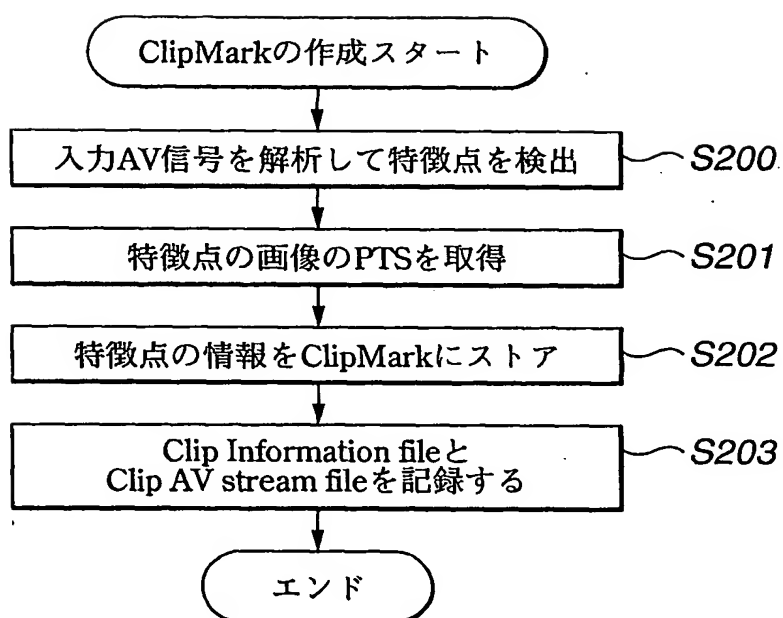 ClipMarkの作成スタート
入力AV信号を解析して特徴点を検出
S200
特徴点の画像のPTSを取得
S201
特徴点の情報をClipMarkにストア
S202
Clip Information fileと
Clip AV stream fileを記録する
S203
エンド